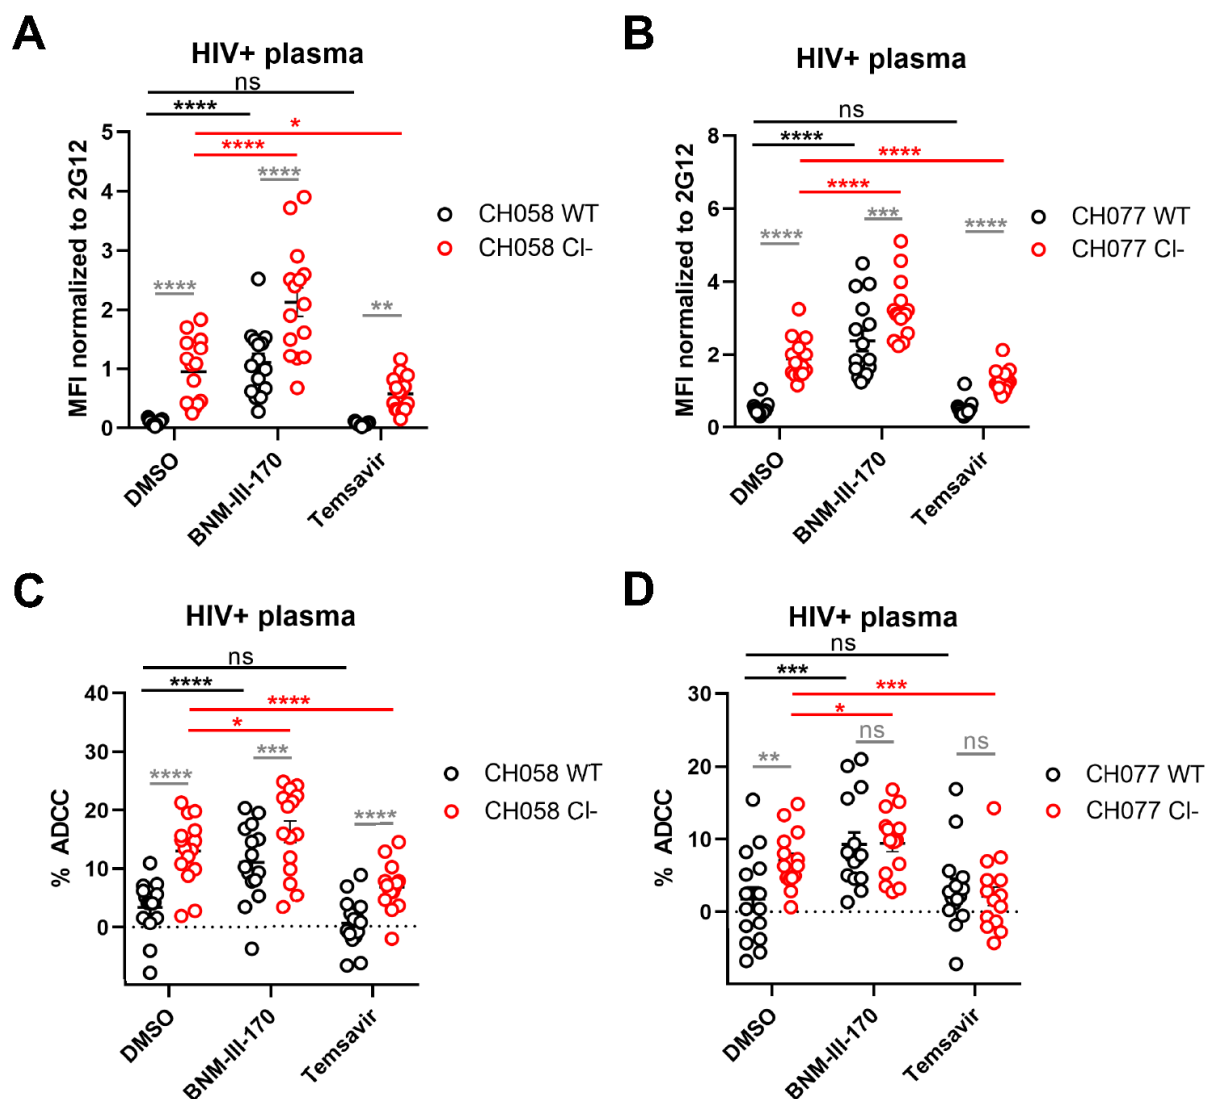 A
HIV+ plasma
ns
****
*
****
****
****
**
MFI normalized to 2G12
5
4
3
2
1
0
DMSO
BNM-III-170
Temsavir
CH058 WT
CH058 Cl-
B
HIV+ plasma
ns
****
****
****
***
****
****
MFI normalized to 2G12
8
6
4
2
0
DMSO
BNM-III-170
Temsavir
CH077 WT
CH077 Cl-
C
HIV+ plasma
ns
****
****
*
***
****
****
% ADCC
40
30
20
10
0
DMSO
BNM-III-170
Temsavir
CH058 WT
CH058 Cl-
D
HIV+ plasma
ns
***
***
*
ns
**
ns
% ADCC
30
20
10
0
DMSO
BNM-III-170
Temsavir
CH077 WT
CH077 Cl-